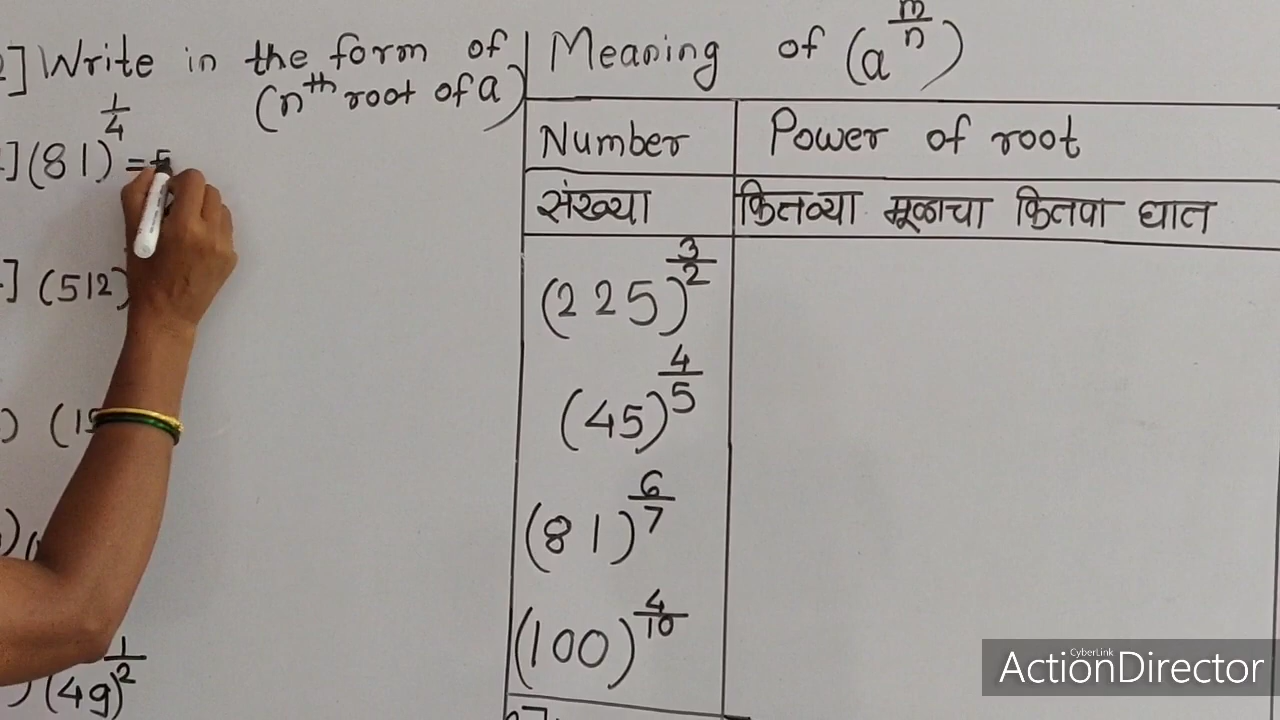 ] Write in the form of
(nᵗʰ root of a)
] (81)^(1/4) =
] (512)
) (1
) (
) (49)^(1/2)
Meaning of (a^(m/n))
Number Power of root
संख्या कितव्या मूळाचा कितवा घात
(225)^(3/2)
(45)^(4/5)
(81)^(6/7)
(100)^(4/10)
CyberLink
ActionDirector